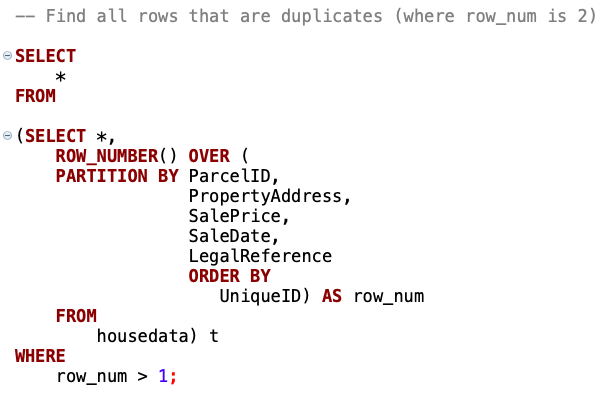 -- Find all rows that are duplicates (where row_num is 2)
SELECT
*
FROM
(SELECT *,
ROW_NUMBER() OVER (
PARTITION BY ParcelID,
PropertyAddress,
SalePrice,
SaleDate,
LegalReference
ORDER BY
UniqueID) AS row_num
FROM
housedata) t
WHERE
row_num > 1;